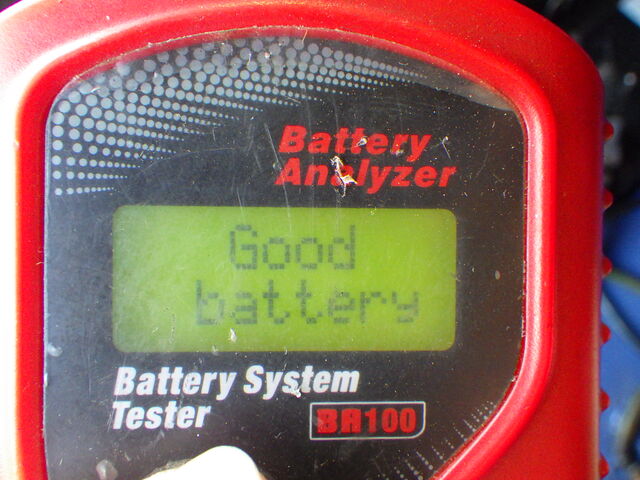 Battery
Analyzer
Good
battery
Battery System
Tester
BA100